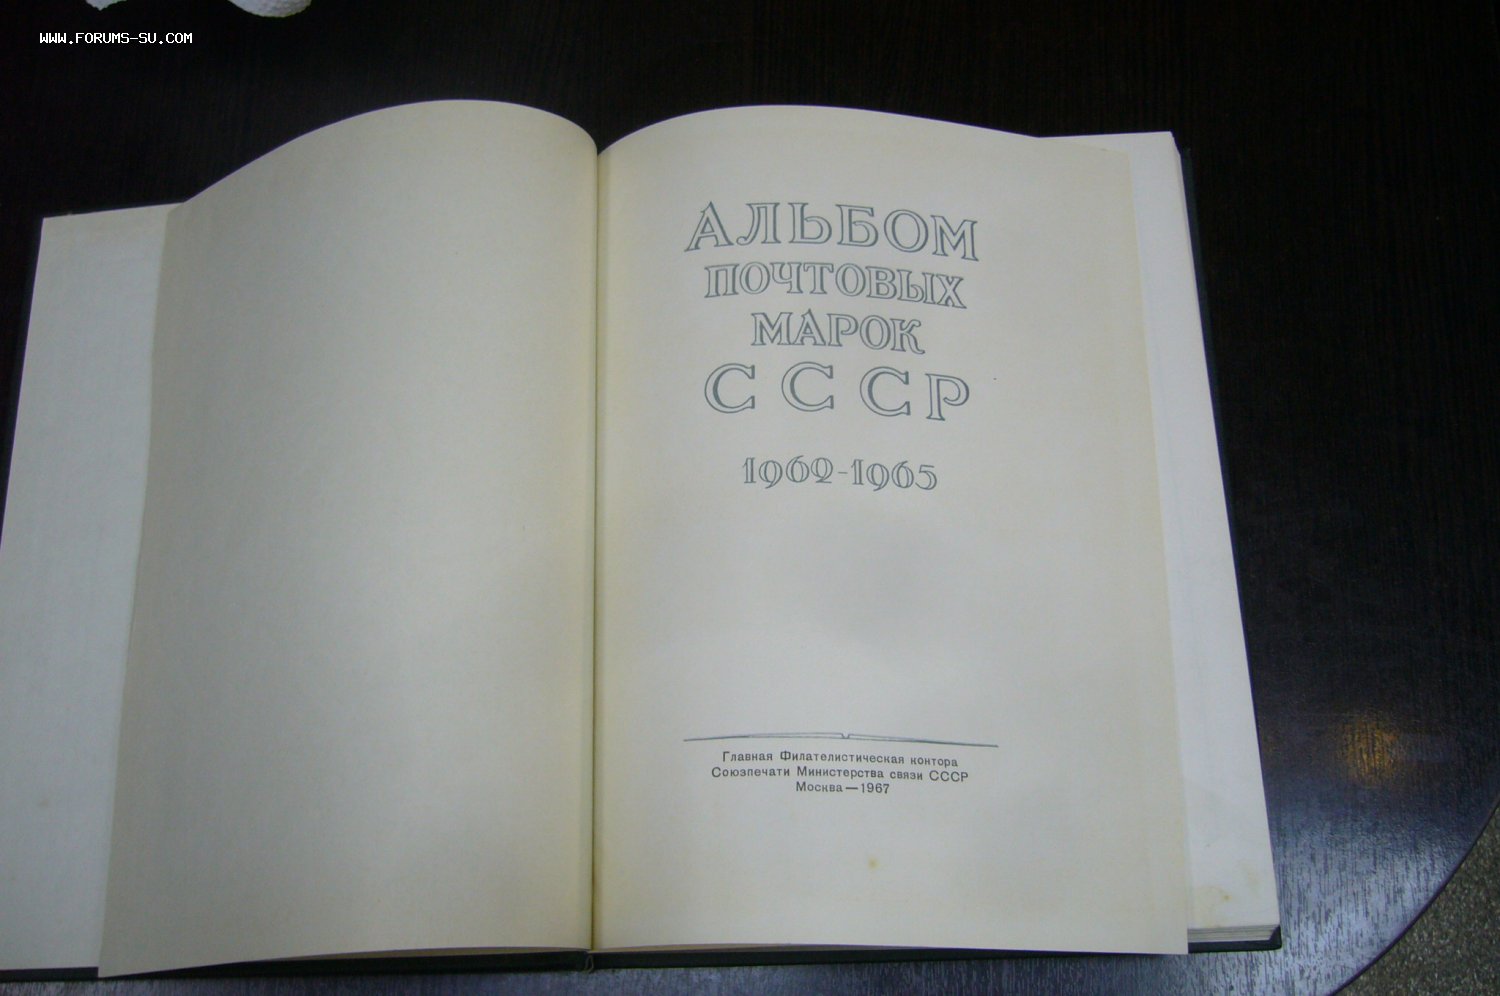 WWW.FORUMS-SU.COM
АЛЬБОМ
ПОЧТОВЫХ
МАРОК
СССР
1962-1965
Главная Филателистическая контора
Союзпечати Министерства связи СССР
Москва — 1967